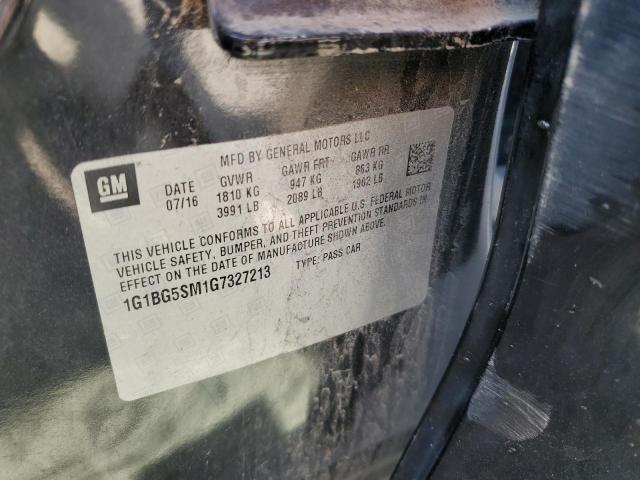 GM
MFD BY GENERAL MOTORS LLC
DATE GVWR GAWR FRT GAWR RR
07/16 1810 KG 947 KG 863 KG
3991 LB 2089 LB 1902 LB
THIS VEHICLE CONFORMS TO ALL APPLICABLE U.S. FEDERAL MOTOR
VEHICLE SAFETY, BUMPER, AND THEFT PREVENTION STANDARDS IN
EFFECT ON THE DATE OF MANUFACTURE SHOWN ABOVE.
1G1BG5SM1G7327213 TYPE: PASS CAR